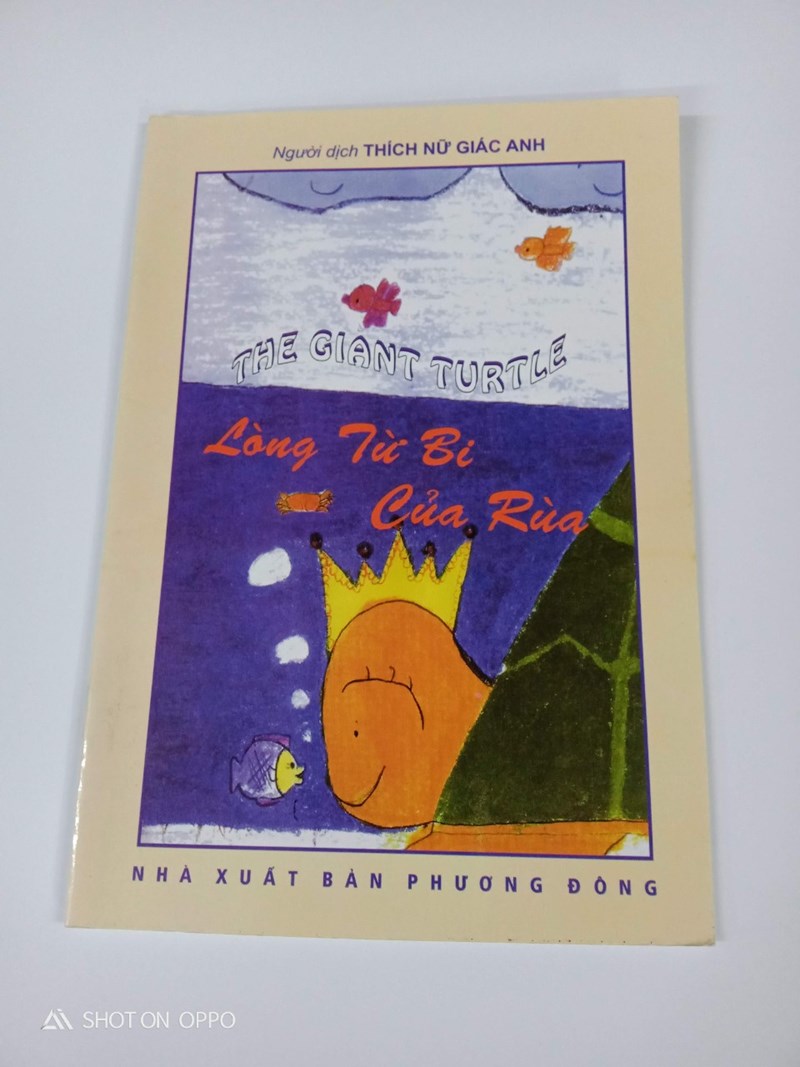 Người dịch THÍCH NỮ GIÁC ANH
THE GIANT TURTLE
Lòng Từ Bi
Của Rùa
NHÀ XUẤT BẢN PHƯƠNG ĐÔNG
SHOT ON OPPO